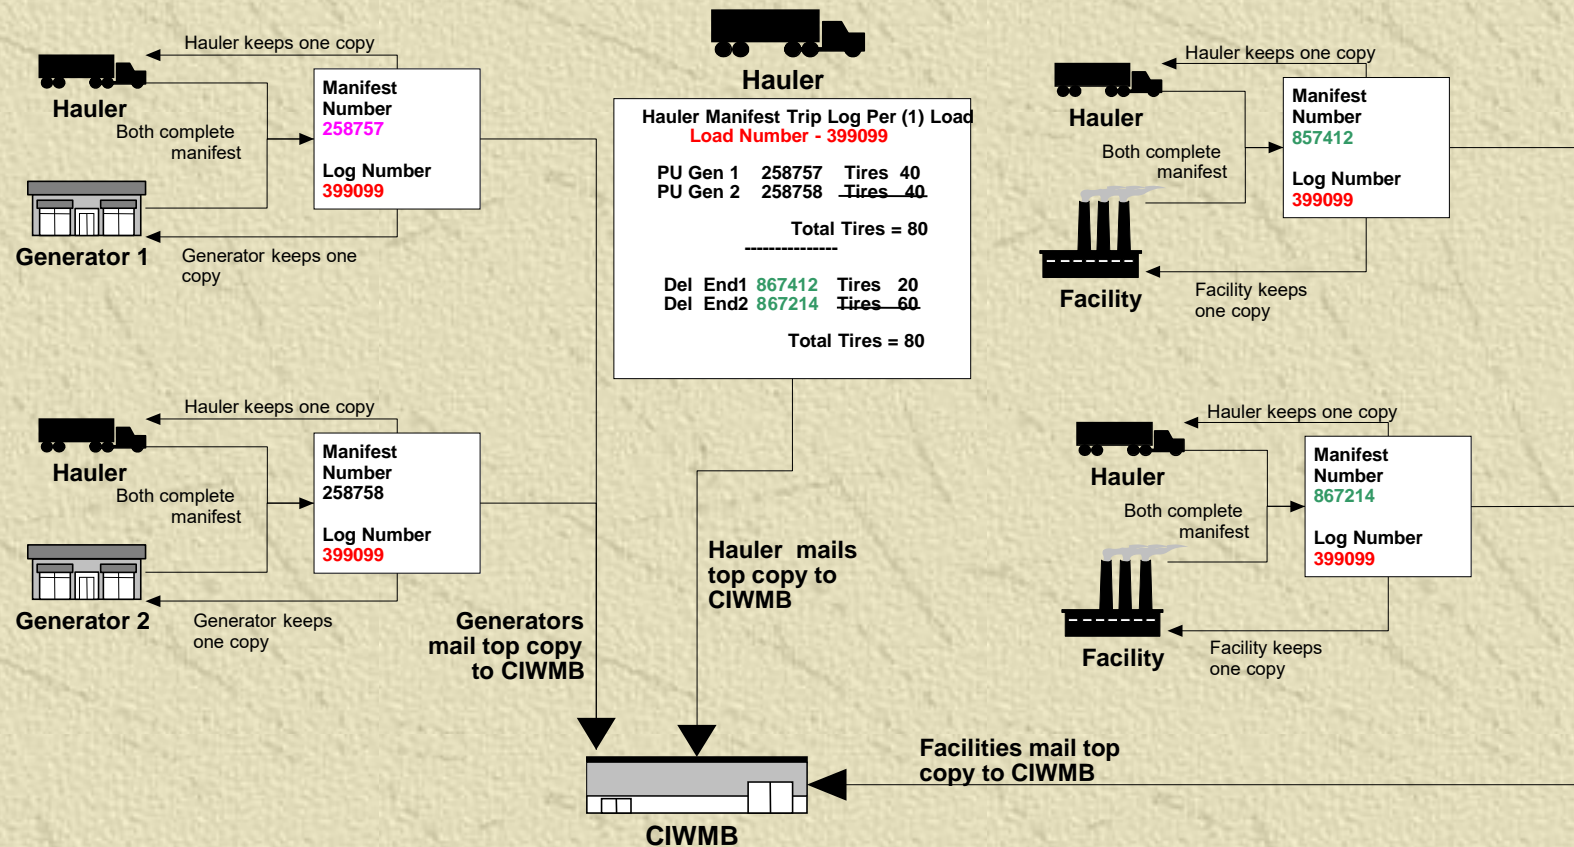 Hauler keeps one copy
Hauler
Both complete
manifest
Manifest
Number
258757
Log Number
399099
Generator 1
Generator keeps one
copy
Hauler keeps one copy
Hauler
Both complete
manifest
Manifest
Number
258758
Log Number
399099
Generator 2
Generator keeps
one copy
Generators
mail top copy
to CIWMB
Hauler
Hauler Manifest Trip Log Per (1) Load
Load Number - 399099
PU Gen 1 258757 Tires 40
PU Gen 2 258758 Tires 40
Total Tires = 80
---------------
Del End1 867412 Tires 20
Del End2 867214 Tires 60
Total Tires = 80
Hauler mails
top copy to
CIWMB
Hauler keeps one copy
Hauler
Both complete
manifest
Manifest
Number
857412
Log Number
399099
Facility
Facility keeps
one copy
Hauler keeps one copy
Hauler
Both complete
manifest
Manifest
Number
867214
Log Number
399099
Facility
Facility keeps
one copy
Facilities mail top
copy to CIWMB
CIWMB